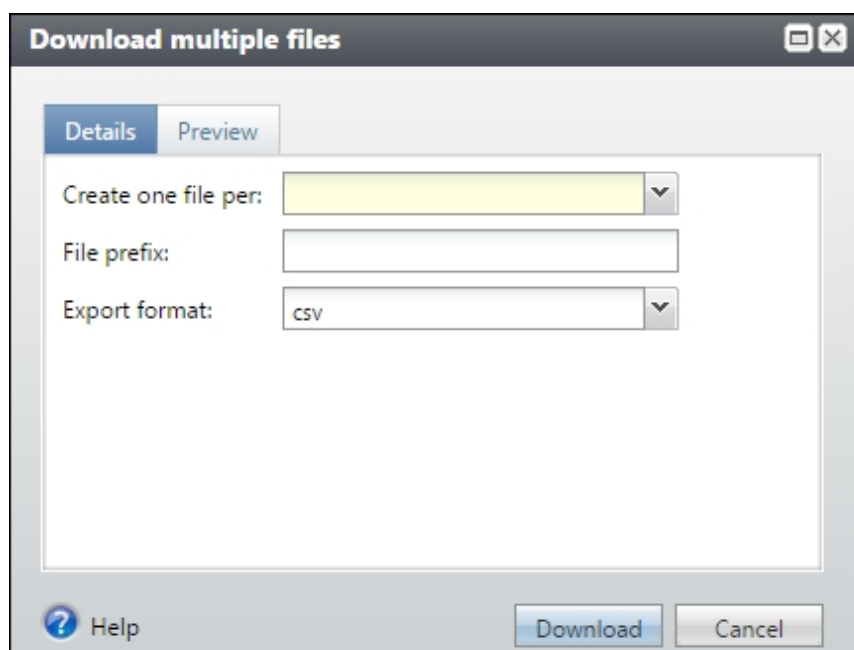 Download multiple files
Details Preview
Create one file per:
File prefix:
Export format: csv
Help Download Cancel